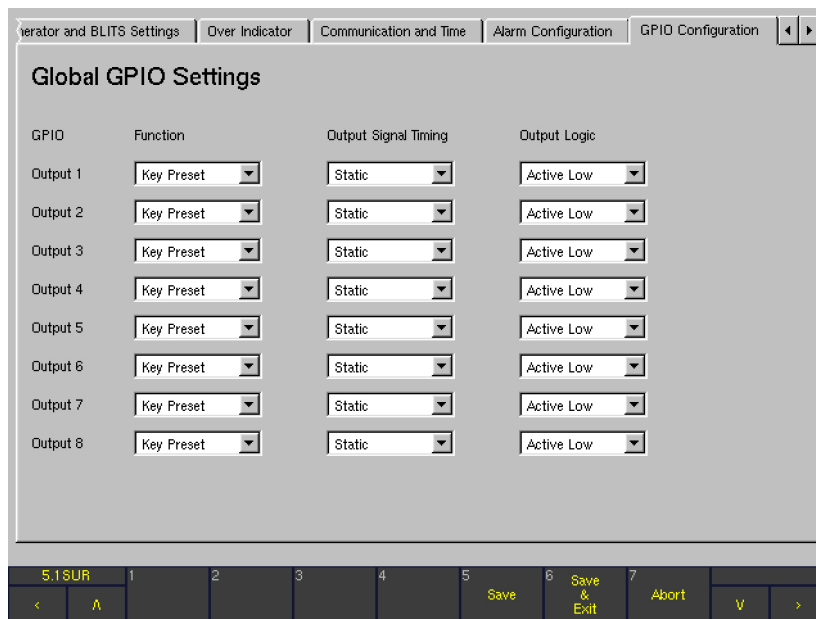 erator and BLITS Settings Over Indicator Communication and Time Alarm Configuration GPIO Configuration
Global GPIO Settings
GPIO Function Output Signal Timing Output Logic
Output 1 Key Preset Static Active Low
Output 2 Key Preset Static Active Low
Output 3 Key Preset Static Active Low
Output 4 Key Preset Static Active Low
Output 5 Key Preset Static Active Low
Output 6 Key Preset Static Active Low
Output 7 Key Preset Static Active Low
Output 8 Key Preset Static Active Low
5.1SUR 1 2 3 4 5 Save 6 Save & Exit 7 Abort
< Λ V >